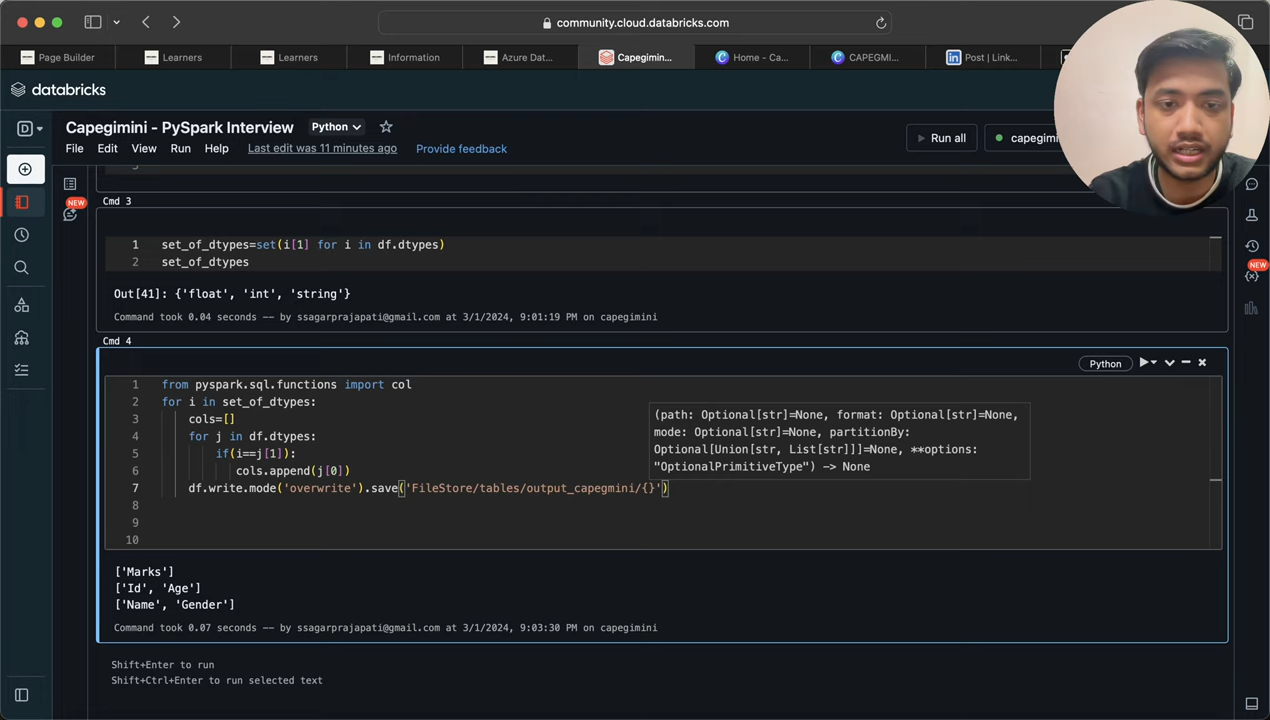 community.cloud.databricks.com
Page Builder
Learners
Learners
Information
Azure Dat...
Capegimin...
Home - Ca...
CAPEGMI...
Post | Link...
databricks
D
Capegimini - PySpark Interview
Python
File
Edit
View
Run
Help
Last edit was 11 minutes ago
Provide feedback
Run all
capegimi
NEW
NEW
3
Cmd 3
1 set_of_dtypes=set(i[1] for i in df.dtypes)
2 set_of_dtypes
Out[41]: {'float', 'int', 'string'}
Command took 0.04 seconds -- by ssagarprajapati@gmail.com at 3/1/2024, 9:01:19 PM on capegimini
Cmd 4
Python
1 from pyspark.sql.functions import col
2 for i in set_of_dtypes:
3 cols=[]
4 for j in df.dtypes:
5 if(i==j[1]):
6 cols.append(j[0])
7 df.write.mode('overwrite').save('FileStore/tables/output_capegmini/{}')
8
9
10
(path: Optional[str]=None, format: Optional[str]=None,
mode: Optional[str]=None, partitionBy:
Optional[Union[str, List[str]]]=None, **options:
"OptionalPrimitiveType") -> None
['Marks']
['Id', 'Age']
['Name', 'Gender']
Command took 0.07 seconds -- by ssagarprajapati@gmail.com at 3/1/2024, 9:03:30 PM on capegimini
Shift+Enter to run
Shift+Ctrl+Enter to run selected text